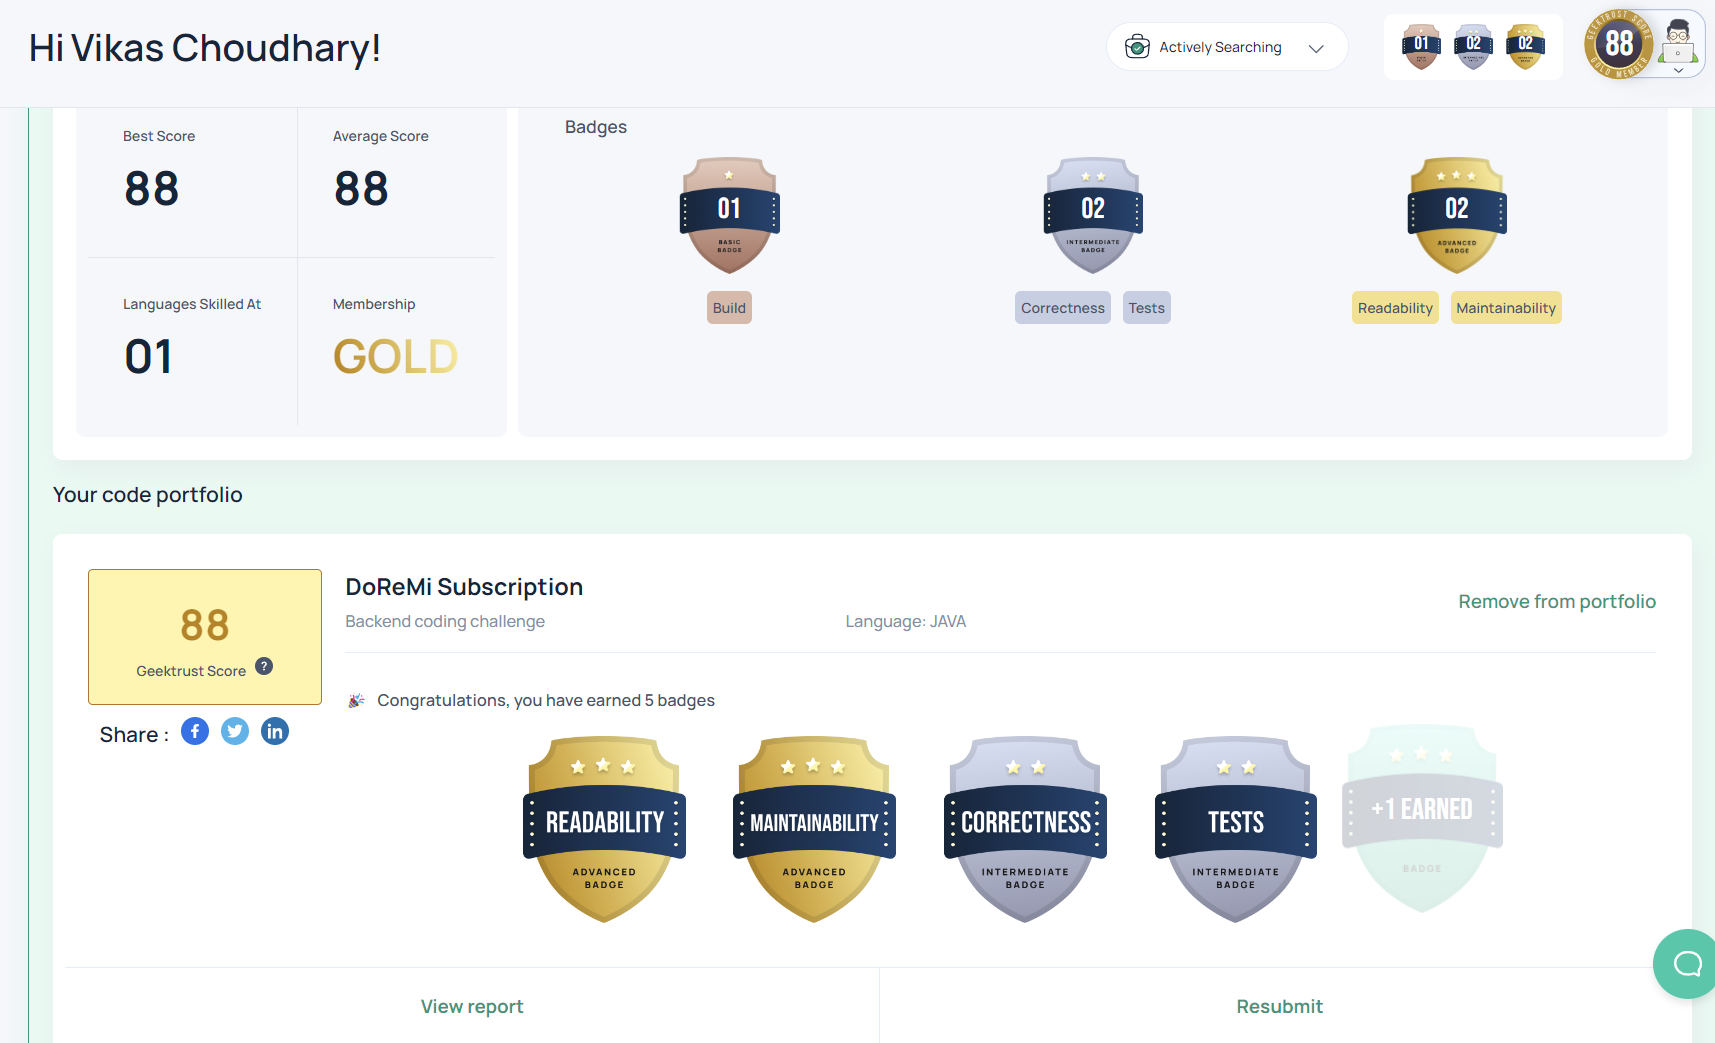 Hi Vikas Choudhary!
Actively Searching
01
02
02
GEEKTRUST SCORE
88
GOLD MEMBER
Best Score
88
Average Score
88
Languages Skilled At
01
Membership
GOLD
Badges
01
BASIC
BADGE
Build
02
INTERMEDIATE
BADGE
Correctness
Tests
02
ADVANCED
BADGE
Readability
Maintainability
Your code portfolio
88
Geektrust Score ?
Share :
DoReMi Subscription
Backend coding challenge
Language: JAVA
Remove from portfolio
Congratulations, you have earned 5 badges
READABILITY
ADVANCED
BADGE
MAINTAINABILITY
ADVANCED
BADGE
CORRECTNESS
INTERMEDIATE
BADGE
TESTS
INTERMEDIATE
BADGE
+1 EARNED
BADGE
View report
Resubmit